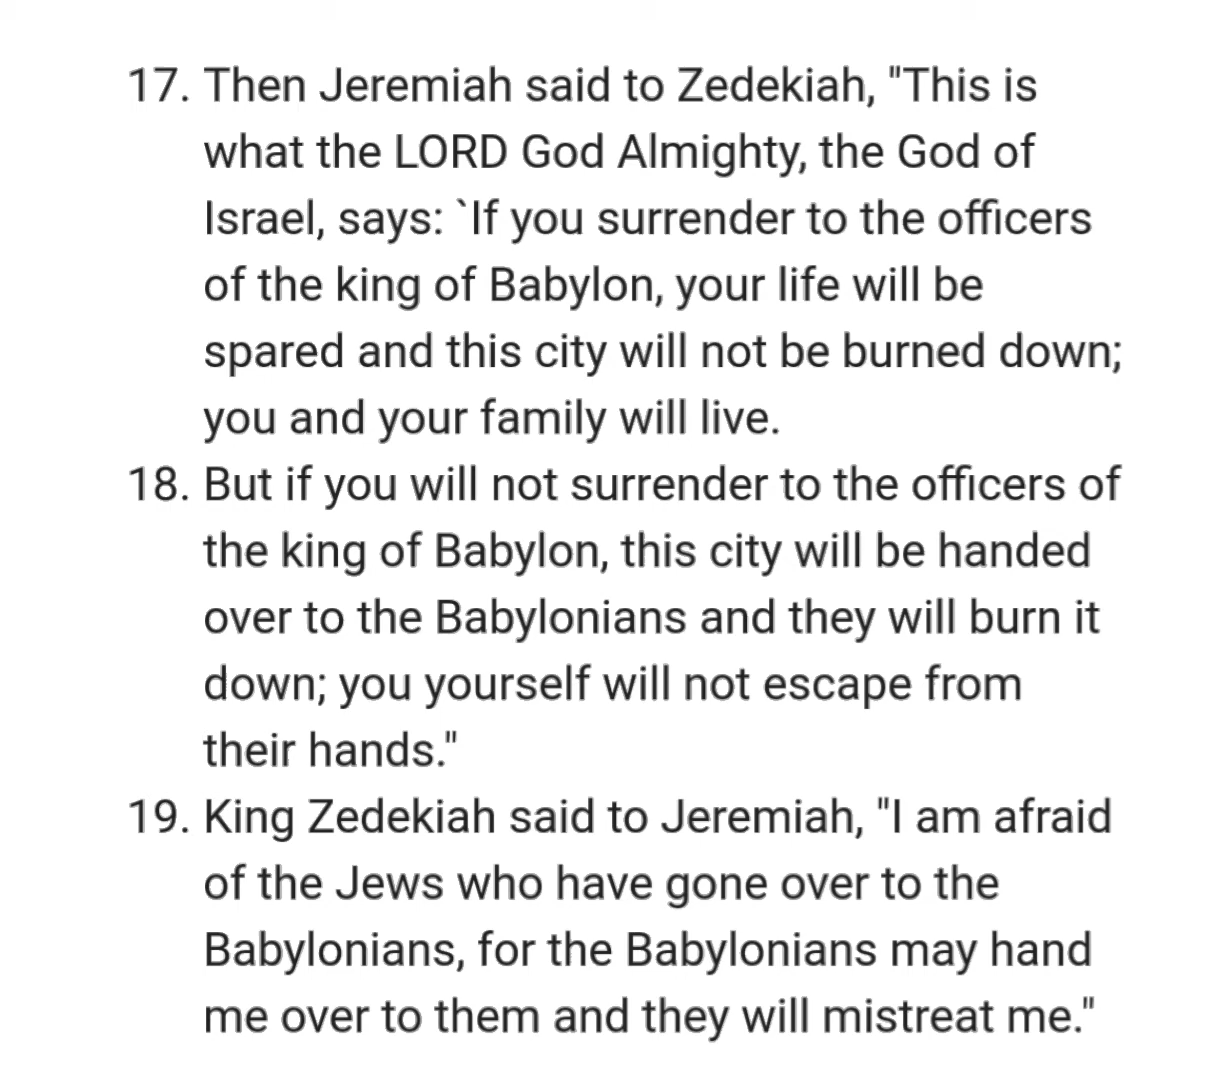 17. Then Jeremiah said to Zedekiah, "This is
what the LORD God Almighty, the God of
Israel, says: `If you surrender to the officers
of the king of Babylon, your life will be
spared and this city will not be burned down;
you and your family will live.
18. But if you will not surrender to the officers of
the king of Babylon, this city will be handed
over to the Babylonians and they will burn it
down; you yourself will not escape from
their hands."
19. King Zedekiah said to Jeremiah, "I am afraid
of the Jews who have gone over to the
Babylonians, for the Babylonians may hand
me over to them and they will mistreat me."